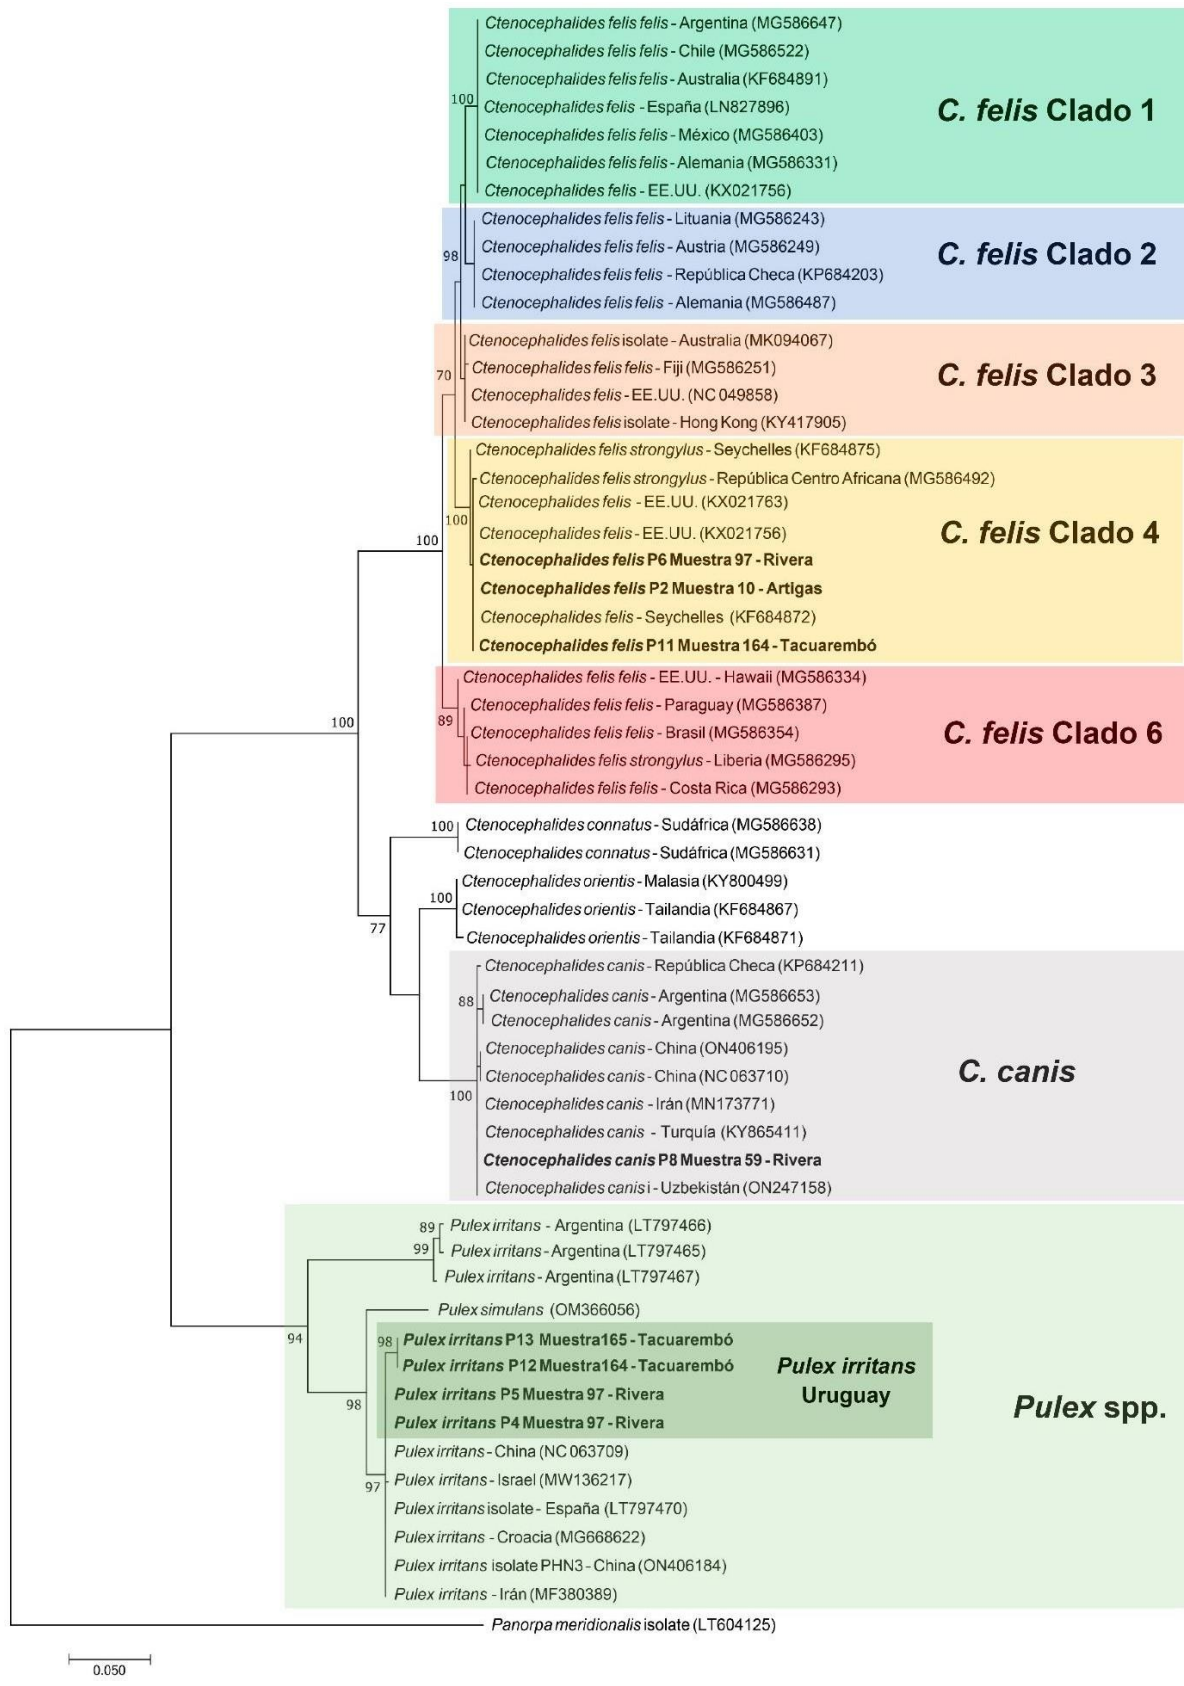 Ctenocephalides felis felis - Argentina (MG586647)
Ctenocephalides felis felis - Chile (MG586522)
Ctenocephalides felis felis - Australia (KF684891)
100
Ctenocephalides felis - España (LN827896)
C. felis Clado 1
Ctenocephalides felis felis - México (MG586403)
Ctenocephalides felis felis - Alemania (MG586331)
Ctenocephalides felis - EE.UU. (KX021756)
Ctenocephalides felis felis - Lituania (MG586243)
Ctenocephalides felis felis - Austria (MG586249)
98
C. felis Clado 2
Ctenocephalides felis felis - República Checa (KP684203)
Ctenocephalides felis felis - Alemania (MG586487)
Ctenocephalides felis isolate - Australia (MK094067)
Ctenocephalides felis felis - Fiji (MG586251)
70
C. felis Clado 3
Ctenocephalides felis - EE.UU. (NC 049858)
Ctenocephalides felis isolate - Hong Kong (KY417905)
Ctenocephalides felis strongylus - Seychelles (KF684875)
Ctenocephalides felis strongylus - República Centro Africana (MG586492)
Ctenocephalides felis - EE.UU. (KX021763)
100
Ctenocephalides felis - EE.UU. (KX021756)
C. felis Clado 4
100
Ctenocephalides felis P6 Muestra 97 - Rivera
Ctenocephalides felis P2 Muestra 10 - Artigas
Ctenocephalides felis - Seychelles (KF684872)
Ctenocephalides felis P11 Muestra 164 - Tacuarembó
Ctenocephalides felis felis - EE.UU. - Hawaii (MG586334)
Ctenocephalides felis felis - Paraguay (MG586387)
100
89
Ctenocephalides felis felis - Brasil (MG586354)
C. felis Clado 6
Ctenocephalides felis strongylus - Liberia (MG586295)
Ctenocephalides felis felis - Costa Rica (MG586293)
100
Ctenocephalides connatus - Sudáfrica (MG586638)
Ctenocephalides connatus - Sudáfrica (MG586631)
Ctenocephalides orientis - Malasia (KY800499)
100
Ctenocephalides orientis - Tailandia (KF684867)
77
Ctenocephalides orientis - Tailandia (KF684871)
Ctenocephalides canis - República Checa (KP684211)
88
Ctenocephalides canis - Argentina (MG586653)
Ctenocephalides canis - Argentina (MG586652)
Ctenocephalides canis - China (ON406195)
C. canis
Ctenocephalides canis - China (NC 063710)
100
Ctenocephalides canis - Irán (MN173771)
Ctenocephalides canis - Turquía (KY865411)
Ctenocephalides canis P8 Muestra 59 - Rivera
Ctenocephalides canis i - Uzbekistán (ON247158)
89
Pulex irritans - Argentina (LT797466)
99
Pulex irritans - Argentina (LT797465)
Pulex irritans - Argentina (LT797467)
Pulex simulans (OM366056)
94
98
Pulex irritans P13 Muestra165 - Tacuarembó
Pulex irritans P12 Muestra164 - Tacuarembó
Pulex irritans
Uruguay
Pulex irritans P5 Muestra 97 - Rivera
98
Pulex irritans P4 Muestra 97 - Rivera
Pulex spp.
Pulex irritans - China (NC 063709)
97
Pulex irritans - Israel (MW136217)
Pulex irritans isolate - España (LT797470)
Pulex irritans - Croacia (MG668622)
Pulex irritans isolate PHN3 - China (ON406184)
Pulex irritans - Irán (MF380389)
Panorpa meridionalis isolate (LT604125)
0.050